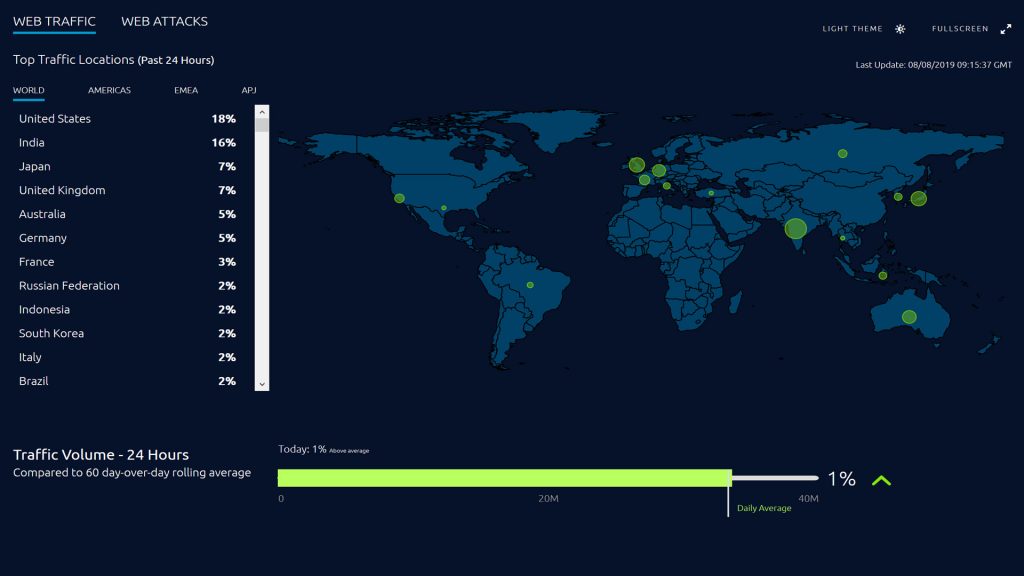 WEB TRAFFIC WEB ATTACKS
LIGHT THEME FULLSCREEN
Top Traffic Locations (Past 24 Hours)
Last Update: 08/08/2019 09:15:37 GMT
WORLD AMERICAS EMEA APJ
United States 18%
India 16%
Japan 7%
United Kingdom 7%
Australia 5%
Germany 5%
France 3%
Russian Federation 2%
Indonesia 2%
South Korea 2%
Italy 2%
Brazil 2%
Traffic Volume - 24 Hours
Compared to 60 day-over-day rolling average
Today: 1% Above average
1%
0 20M 40M
Daily Average